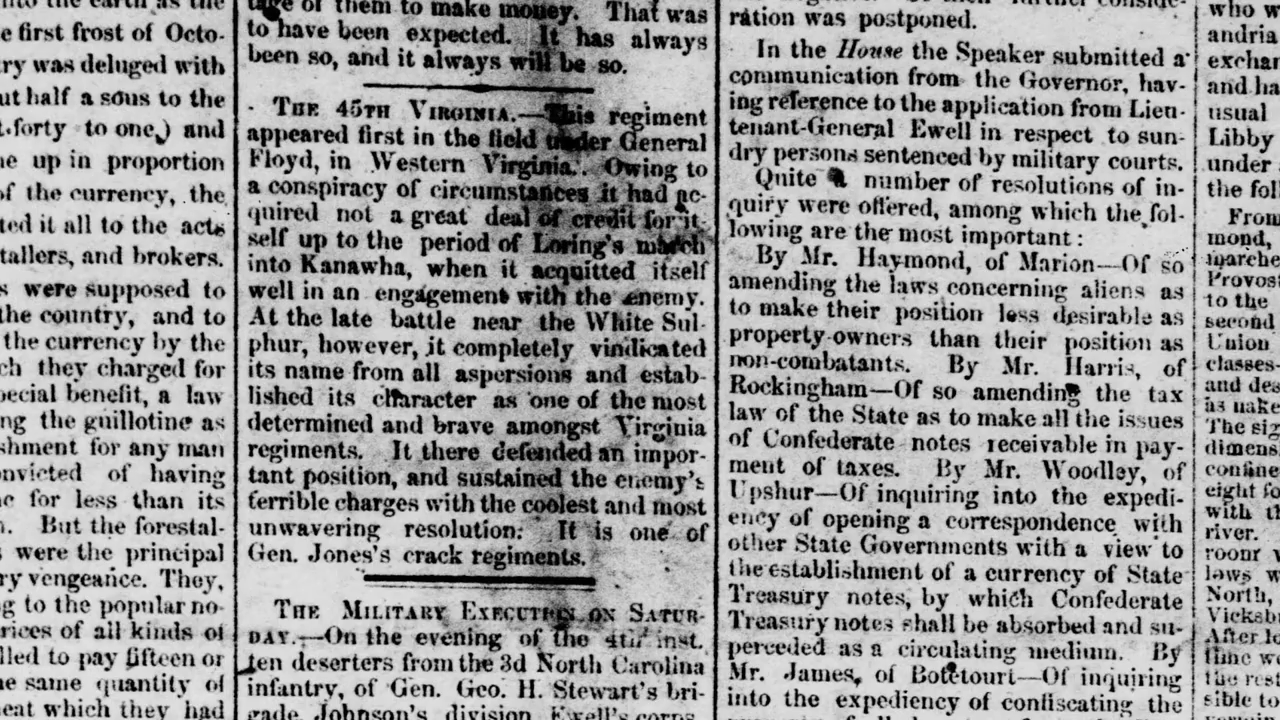 nto the earth as the
e first frost of Octo-
ry was deluged with
ut half a sous to the
t forty to one) and
ne up in proportion
of the currency, the
ted it all to the acts
tallers, and brokers.
s were supposed to
the country, and to
the currency by the
ch they charged for
pecial benefit, a law
ng the guillotine as
shment for any man
onvicted of having
e for less than its
n. But the forestal-
s were the principal
ry vengeance. They,
g to the popular no-
rices of all kinds of
lled to pay fifteen or
he same quantity of
eat which they had
tage of them to make money. That was
to have been expected. It has always
been so, and it always will be so.
THE 45TH VIRGINIA.—This regiment
appeared first in the field under General
Floyd, in Western Virginia. Owing to
a conspiracy of circumstances it had ac-
quired not a great deal of credit for it-
self up to the period of Loring's march
into Kanawha, when it acquitted itself
well in an engagement with the enemy.
At the late battle near the White Sul-
phur, however, it completely vindicated
its name from all aspersions and estab-
lished its character as one of the most
determined and brave amongst Virginia
regiments. It there defended an impor-
tant position, and sustained the enemy's
terrible charges with the coolest and most
unwavering resolution. It is one of
Gen. Jones's crack regiments.
THE MILITARY EXECUTION ON SATUR-
DAY.—On the evening of the 4th inst.
ten deserters from the 3d North Carolina
infantry, of Gen. Geo. H. Stewart's bri-
gade, Johnson's division, Ewell's corps,
ration was postponed.
In the House the Speaker submitted a
communication from the Governor, hav-
ing reference to the application from Lieu-
tenant-General Ewell in respect to sun-
dry persons sentenced by military courts.
Quite a number of resolutions of in-
quiry were offered, among which the fol-
lowing are the most important:
By Mr. Haymond, of Marion—Of so
amending the laws concerning aliens as
to make their position less desirable as
property-owners than their position as
non-combatants. By Mr. Harris, of
Rockingham—Of so amending the tax
law of the State as to make all the issues
of Confederate notes receivable in pay-
ment of taxes. By Mr. Woodley, of
Upshur—Of inquiring into the expedi-
ency of opening a correspondence with
other State Governments with a view to
the establishment of a currency of State
Treasury notes, by which Confederate
Treasury notes shall be absorbed and su-
perceded as a circulating medium. By
Mr. James, of Botetourt—Of inquiring
into the expediency of confiscating the
who w
andria
exchan
and ha
usual
Libby
under
the fol
From
mond,
marche
Provost
to the
second
Union
classes-
and des
as nake
The sig
dimens
confine
eight fe
with th
river.
room w
laws w
North,
Vicksb
After l
time we
the rest
sible to